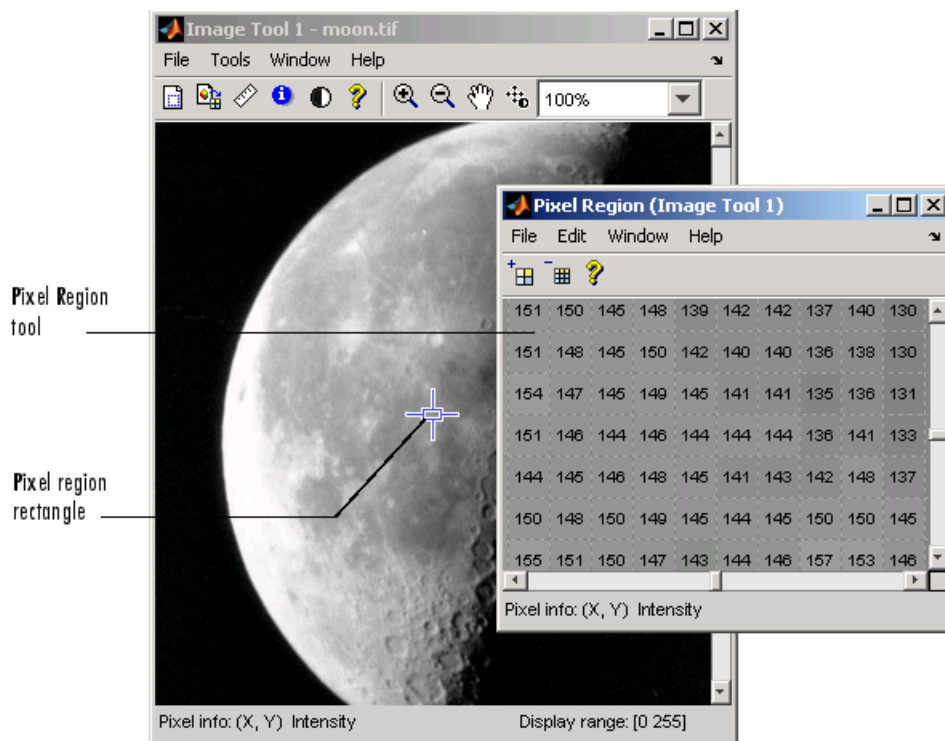 Image Tool 1 - moon.tif
File Tools Window Help
100%
Pixel Region (Image Tool 1)
File Edit Window Help
Pixel Region
tool
151 150 145 148 139 142 142 137 140 130
151 148 145 150 142 140 140 136 138 130
154 147 145 149 145 141 141 135 136 131
151 146 144 146 144 144 144 136 141 133
144 145 146 148 145 141 143 142 148 137
150 148 150 149 145 144 145 150 150 145
155 151 150 147 143 144 146 157 153 146
Pixel region
rectangle
Pixel info: (X, Y) Intensity
Pixel info: (X, Y) Intensity
Display range: [0 255]